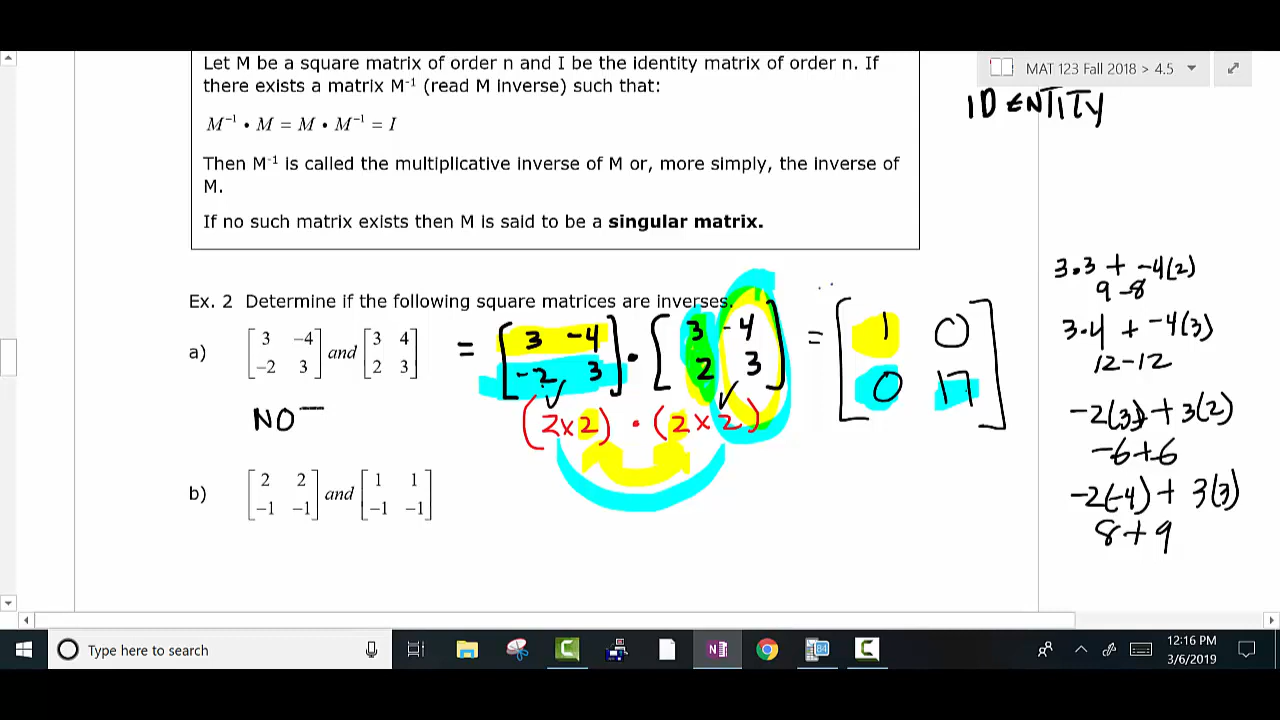 Let M be a square matrix of order n and I be the identity matrix of order n. If
there exists a matrix M⁻¹ (read M inverse) such that:
M⁻¹ • M = M • M⁻¹ = I
Then M⁻¹ is called the multiplicative inverse of M or, more simply, the inverse of
M.
If no such matrix exists then M is said to be a singular matrix.
MAT 123 Fall 2018 > 4.5
IDENTITY
Ex. 2 Determine if the following square matrices are inverses.
a) [3 −4; −2 3] and [3 4; 2 3]
= [3 −4; −2 3] • [3 -4; 2 3] = [1 0; 0 17]
NO
(2×2) • (2×2)
b) [2 2; −1 −1] and [1 1; −1 −1]
3•3 + -4(2)
9 -8
3•4 + -4(3)
12-12
-2(3) + 3(2)
-6+6
-2(-4) + 3(3)
8+9
Type here to search
12:16 PM
3/6/2019